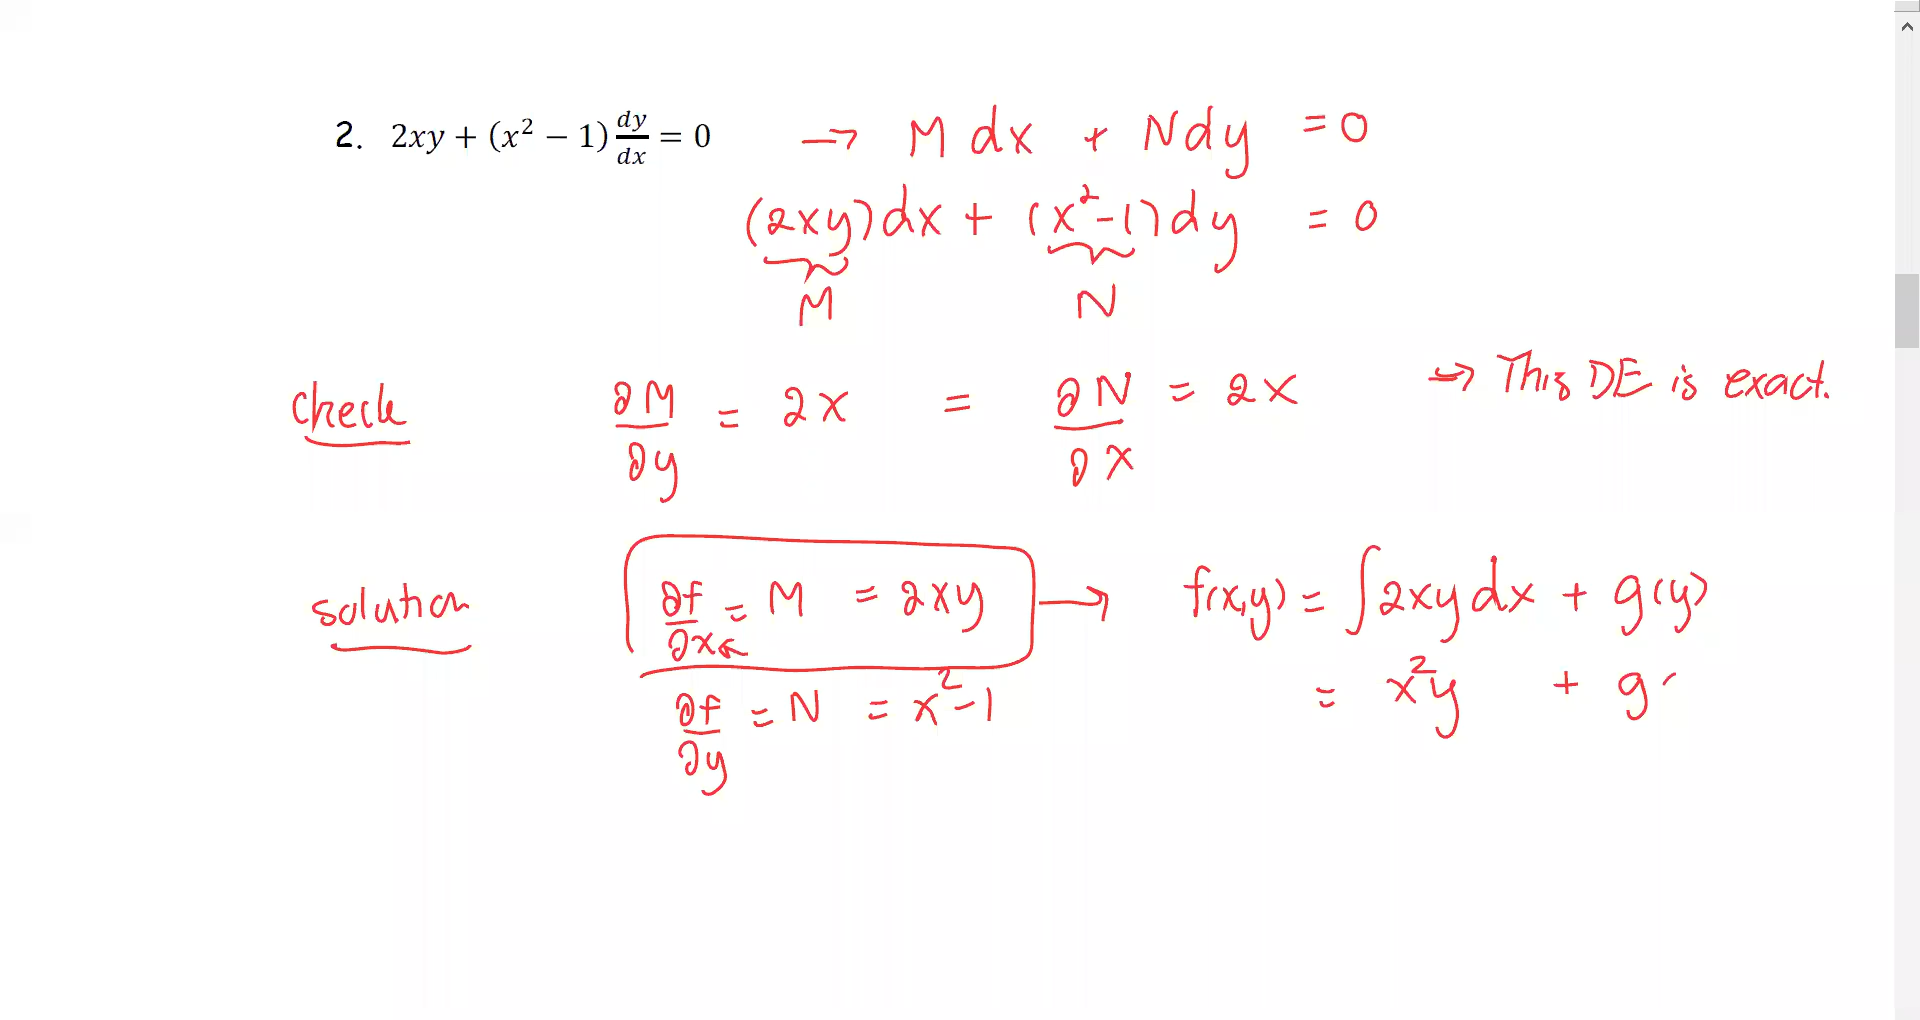 2. 2xy + (x² − 1) dy/dx = 0 → M dx + N dy = 0
(2xy)dx + (x²-1)dy = 0
M N
Check ∂M/∂y = 2x = ∂N/∂x = 2x → This DE is exact.
solution ∂f/∂x = M = 2xy → f(x,y) = ∫2xy dx + g(y)
∂f/∂y = N = x²-1 = x²y + g(